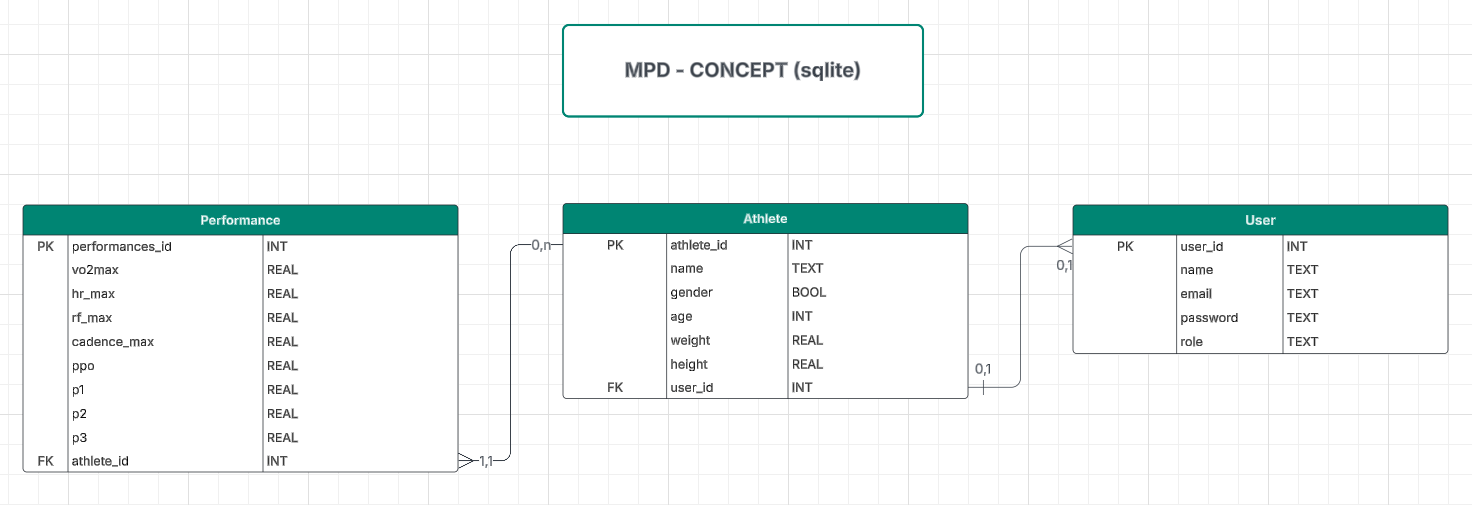 MPD - CONCEPT (sqlite)
Performance
PK performances_id INT
vo2max REAL
hr_max REAL
rf_max REAL
cadence_max REAL
ppo REAL
p1 REAL
p2 REAL
p3 REAL
FK athlete_id INT
1,1
0,n
Athlete
PK athlete_id INT
name TEXT
gender BOOL
age INT
weight REAL
height REAL
FK user_id INT
0,1
0,1
User
PK user_id INT
name TEXT
email TEXT
password TEXT
role TEXT